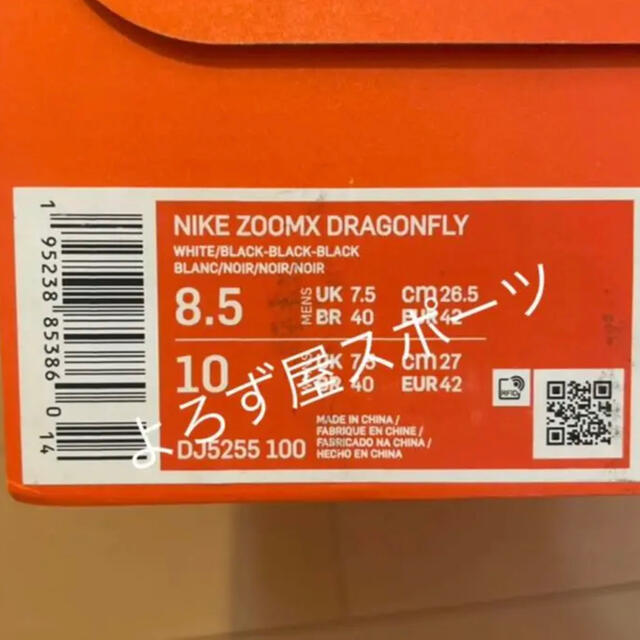 NIKE ZOOMX DRAGONFLY
WHITE/BLACK-BLACK-BLACK
BLANC/NOIR/NOIR/NOIR
8.5 MENS UK 7.5 cm 26.5
BR 40 EUR 42
10 UK 7.5 cm 27
BR 40 EUR 42
DJ5255 100
MADE IN CHINA /
FABRIQUE EN CHINE /
FABRICADO NA CHINA /
HECHO EN CHINA
RFID
1 95238 85386 0 14
よろず屋スポーツ